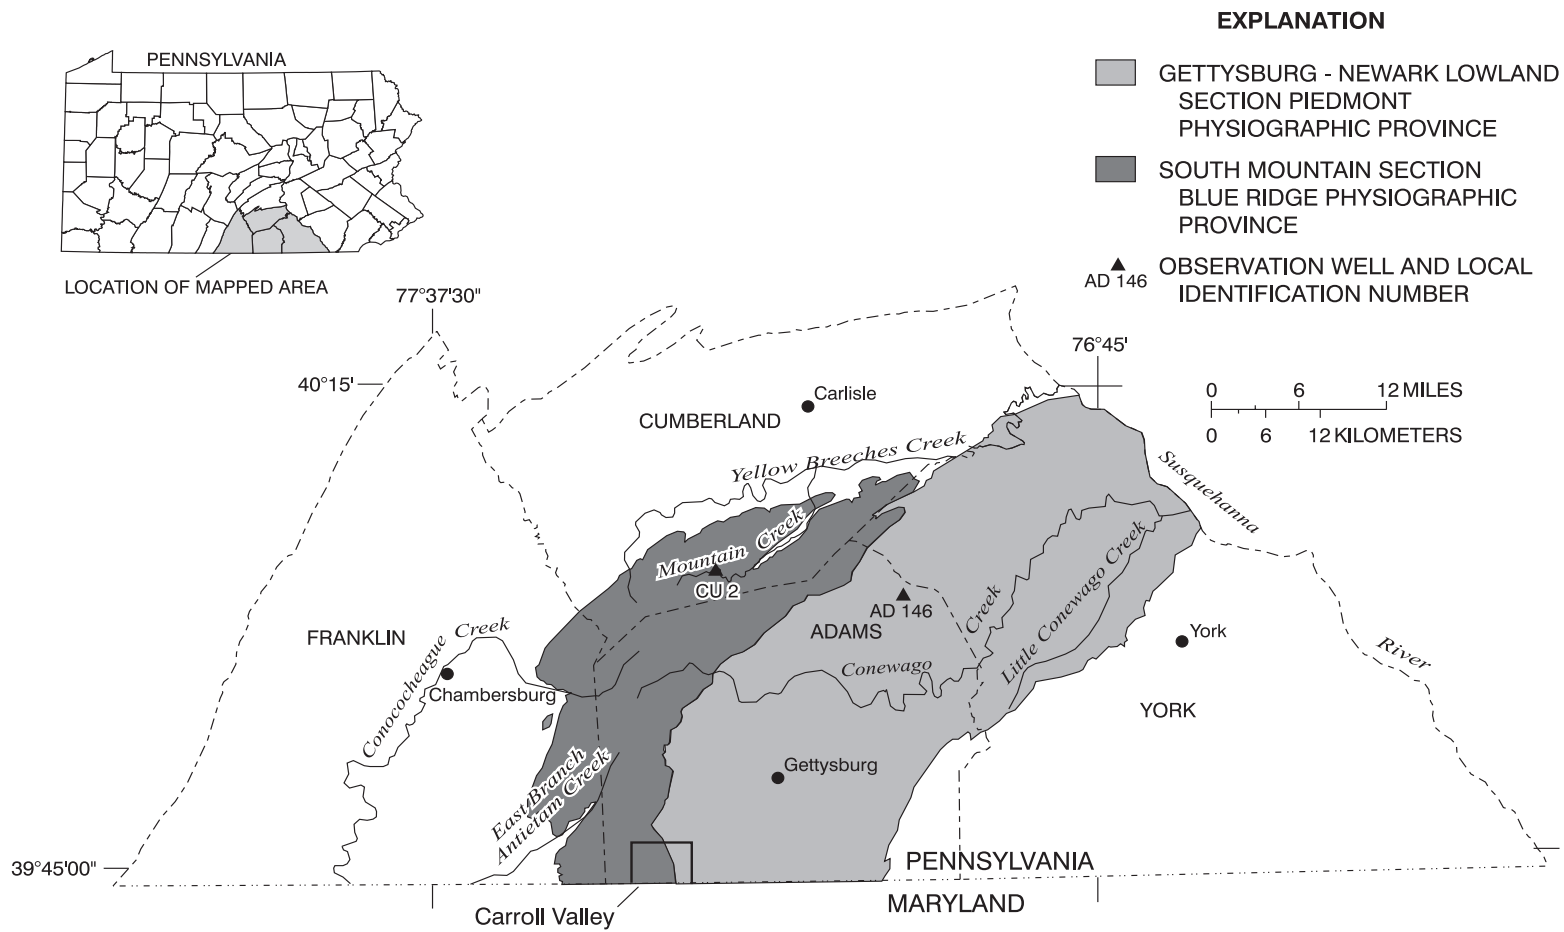 EXPLANATION
PENNSYLVANIA
GETTYSBURG - NEWARK LOWLAND
SECTION PIEDMONT
PHYSIOGRAPHIC PROVINCE
SOUTH MOUNTAIN SECTION
BLUE RIDGE PHYSIOGRAPHIC
PROVINCE
AD 146
OBSERVATION WELL AND LOCAL
IDENTIFICATION NUMBER
LOCATION OF MAPPED AREA
77°37'30"
76°45'
40°15'
0 6 12 MILES
0 6 12 KILOMETERS
Carlisle
CUMBERLAND
Yellow Breeches Creek
Susquehanna
Mountain Creek
CU 2
AD 146
ADAMS
Creek
Little Conewago Creek
FRANKLIN
Conococheague Creek
Chambersburg
Conewago
York
River
YORK
Gettysburg
East Branch
Antietam Creek
39°45'00"
PENNSYLVANIA
MARYLAND
Carroll Valley